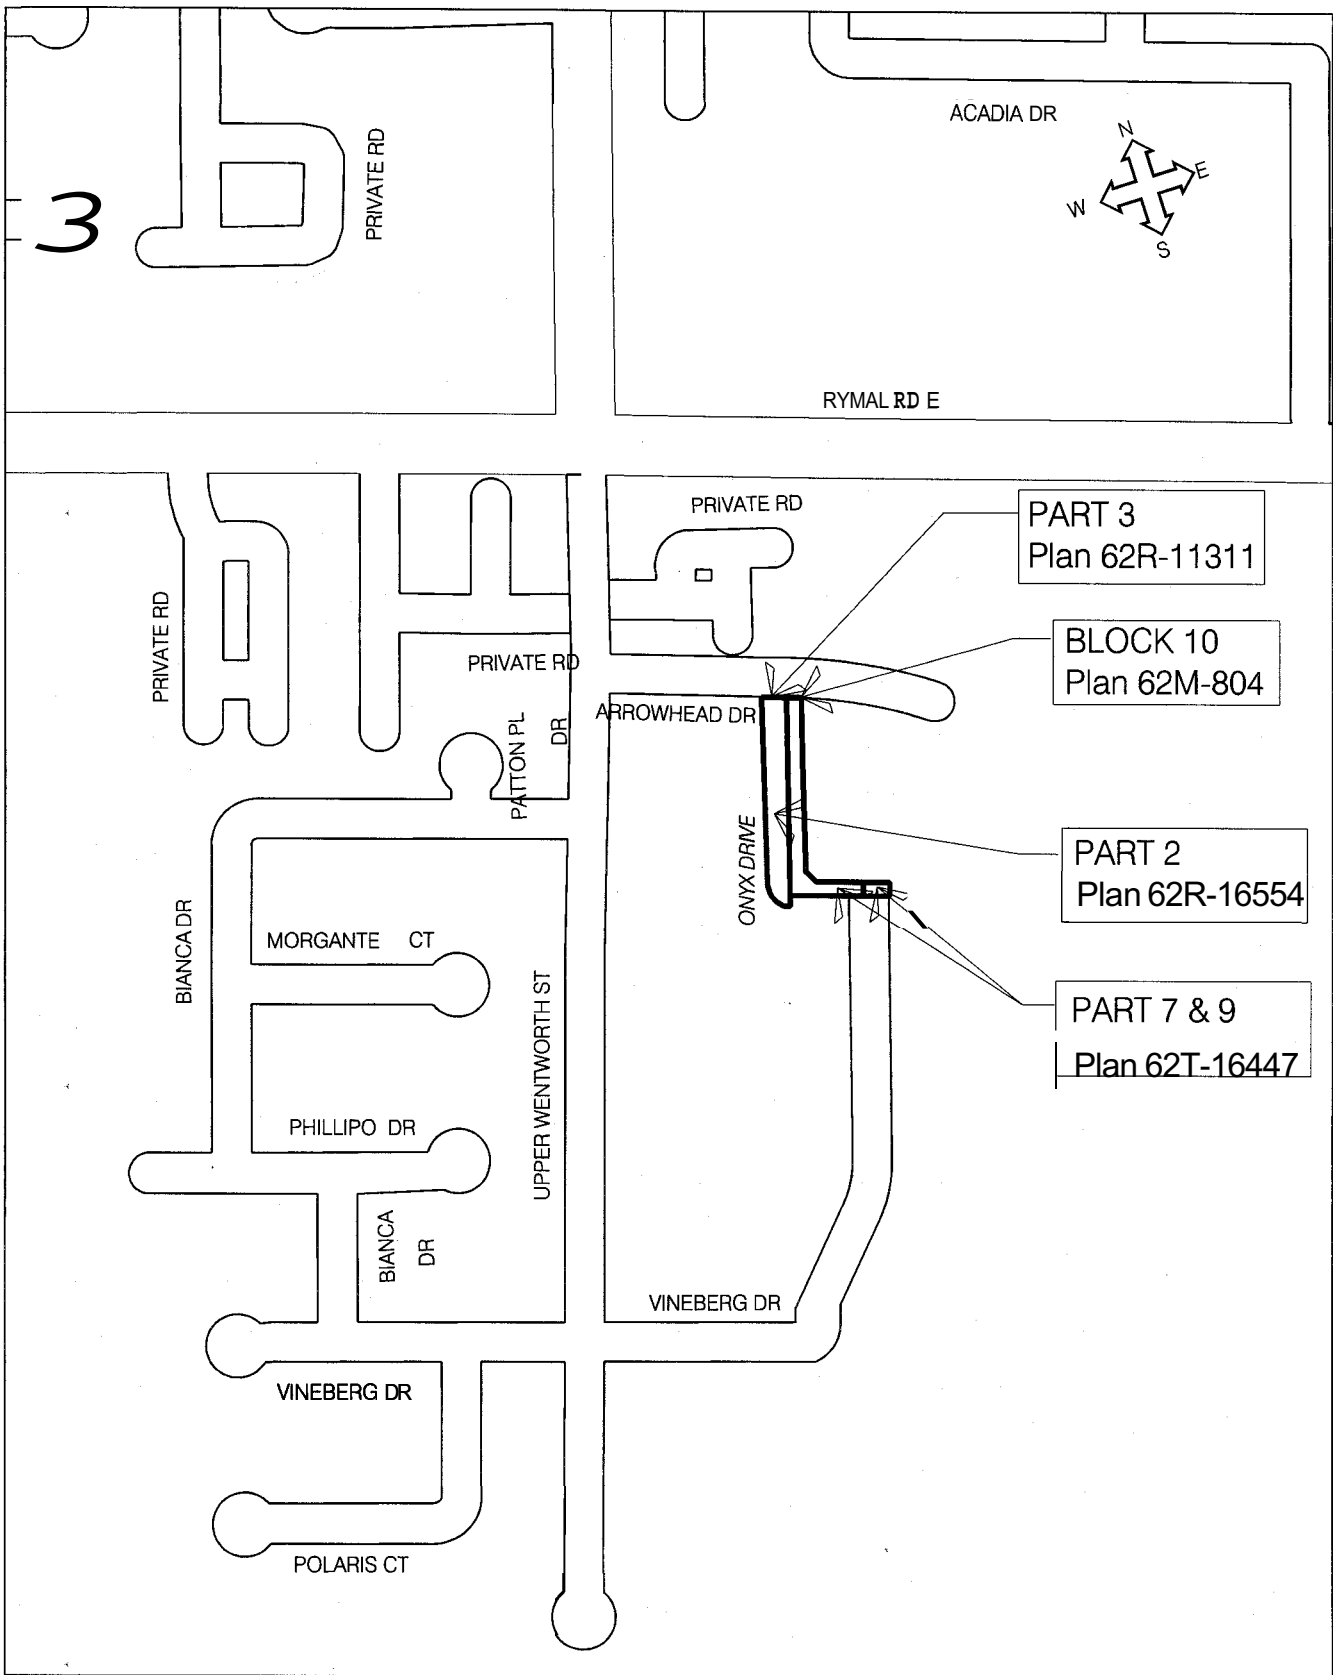 ACADIA DR
N
E
W
S
PRIVATE RD
3
RYMAL RD E
PRIVATE RD
PART 3
Plan 62R-11311
PRIVATE RD
BLOCK 10
Plan 62M-804
PRIVATE RD
ARROWHEAD DR
PATTON PL
DR
ONYX DRIVE
PART 2
Plan 62R-16554
BIANCA DR
MORGANTE CT
UPPER WENTWORTH ST
PART 7 & 9
Plan 62T-16447
PHILLIPO DR
BIANCA
DR
VINEBERG DR
VINEBERG DR
POLARIS CT